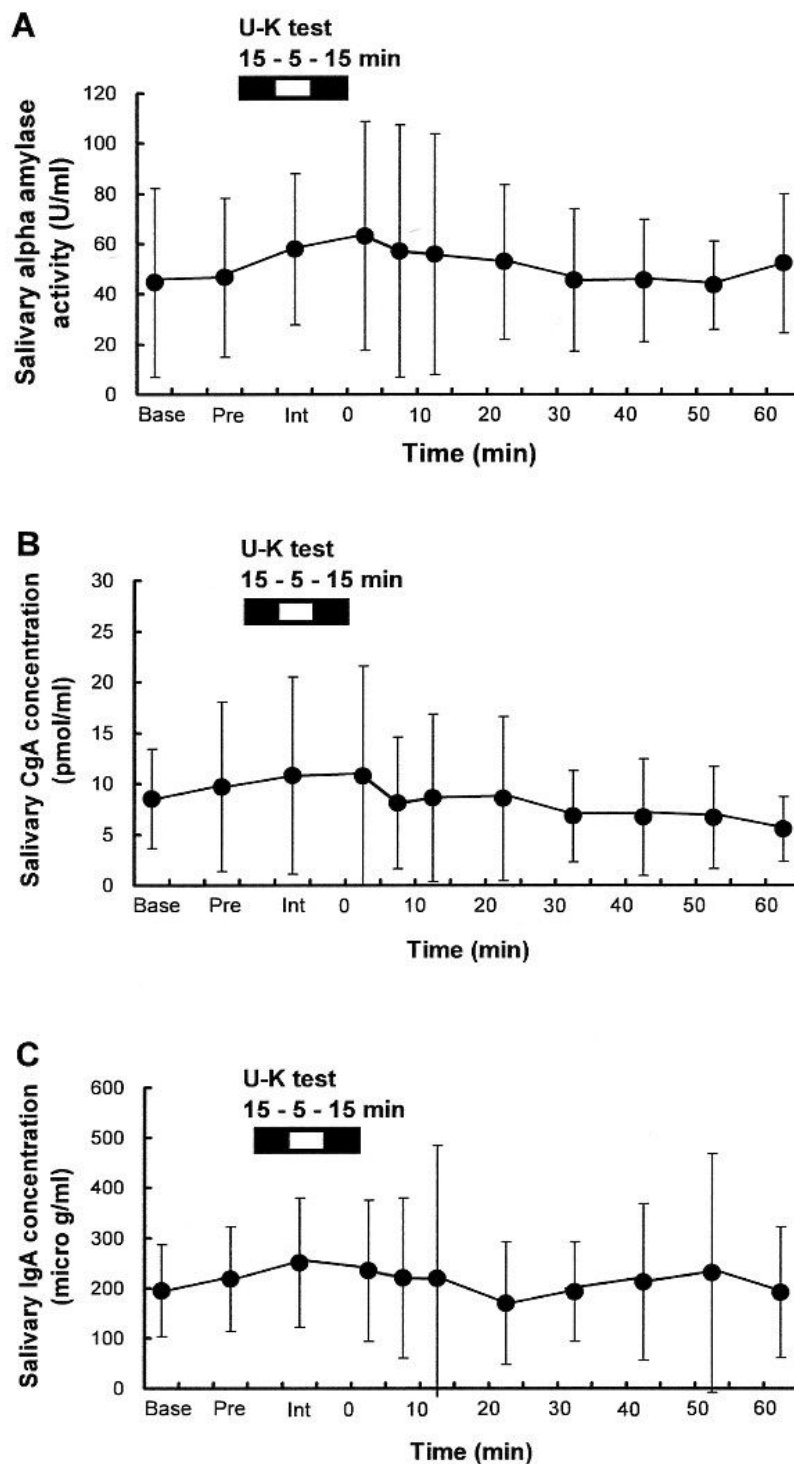 A
U-K test
15 - 5 - 15 min
Salivary alpha amylase
activity (U/ml)
120
100
80
60
40
20
0
Base Pre Int 0 10 20 30 40 50 60
Time (min)
B
U-K test
15 - 5 - 15 min
Salivary CgA concentration
(pmol/ml)
30
25
20
15
10
5
0
Base Pre Int 0 10 20 30 40 50 60
Time (min)
C
U-K test
15 - 5 - 15 min
Salivary IgA concentration
(micro g/ml)
600
500
400
300
200
100
0
Base Pre Int 0 10 20 30 40 50 60
Time (min)